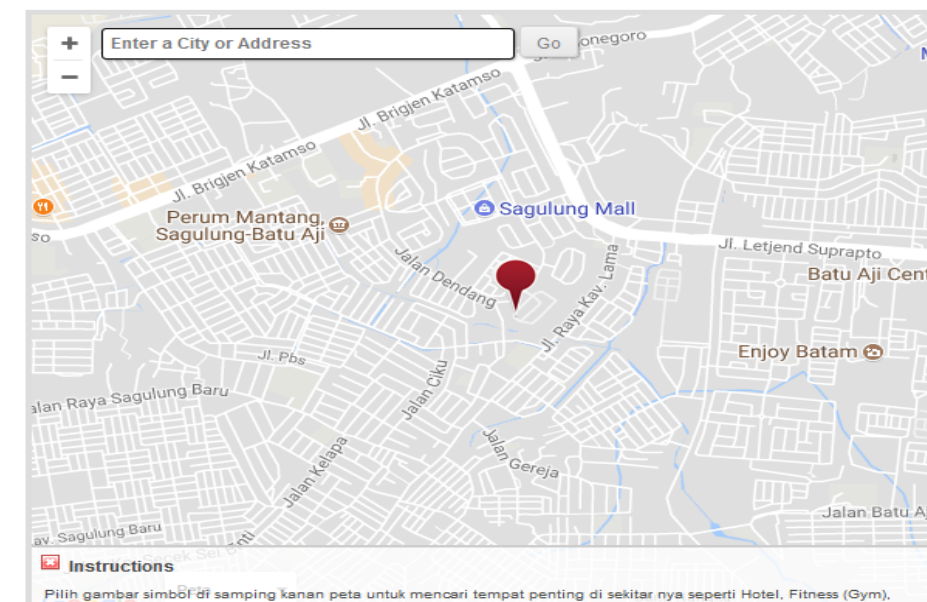 +
Enter a City or Address
Go
onegoro
−
Jl. Brigjen Katamso
Jl. Brigjen Katamso
Perum Mantang,
Sagulung-Batu Aji
Sagulung Mall
so
Jl. Letjend Suprapto
Jalan Dendang
Jl. Raya Kav. Lama
Batu Aji Cent
Enjoy Batam
Jl. Pbs
Jalan Ciku
alan Raya Sagulung Baru
Jalan Kelapa
Jalan Gereja
Jalan Batu A
av. Sagulung Baru
Instructions
Pilih gambar simbol di samping kanan peta untuk mencari tempat penting di sekitar nya seperti Hotel, Fitness (Gym),